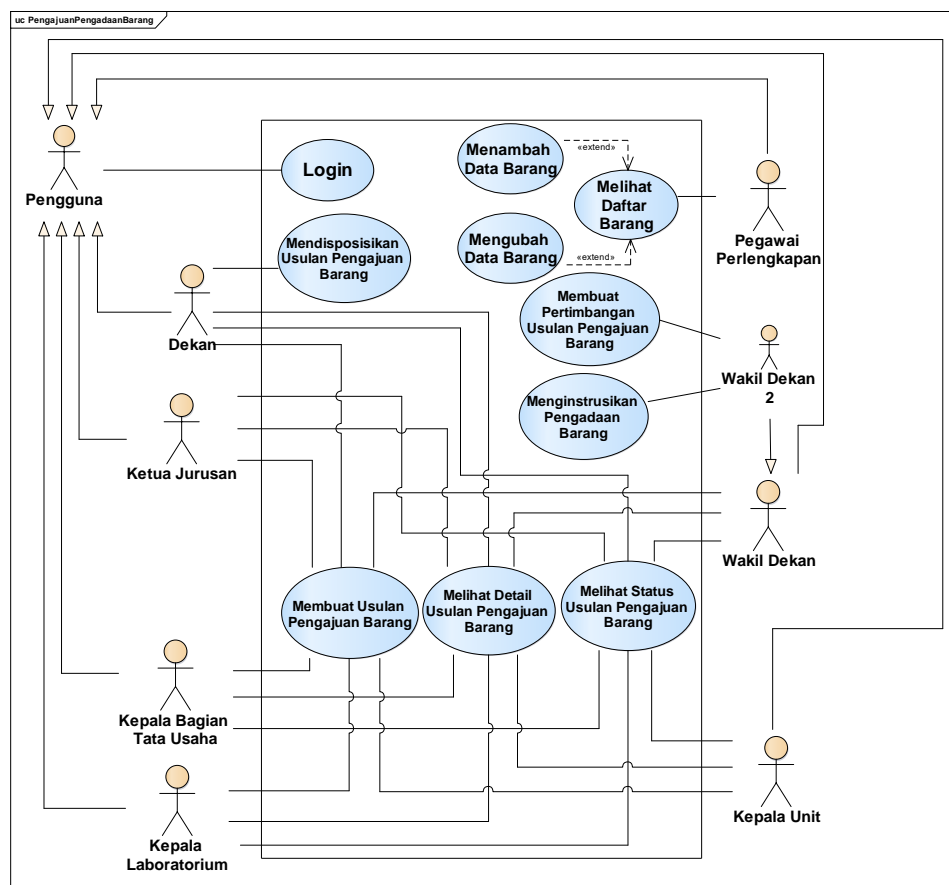 uc PengajuanPengadaanBarang
Pengguna
Login
Menambah
Data Barang
«extend»
Melihat
Daftar
Barang
Mengubah
Data Barang
«extend»
Pegawai
Perlengkapan
Mendisposisikan
Usulan Pengajuan
Barang
Dekan
Membuat
Pertimbangan
Usulan Pengajuan
Barang
Wakil Dekan
2
Menginstrusikan
Pengadaan
Barang
Ketua Jurusan
Wakil Dekan
Membuat Usulan
Pengajuan Barang
Melihat Detail
Usulan Pengajuan
Barang
Melihat Status
Usulan Pengajuan
Barang
Kepala Bagian
Tata Usaha
Kepala Unit
Kepala
Laboratorium